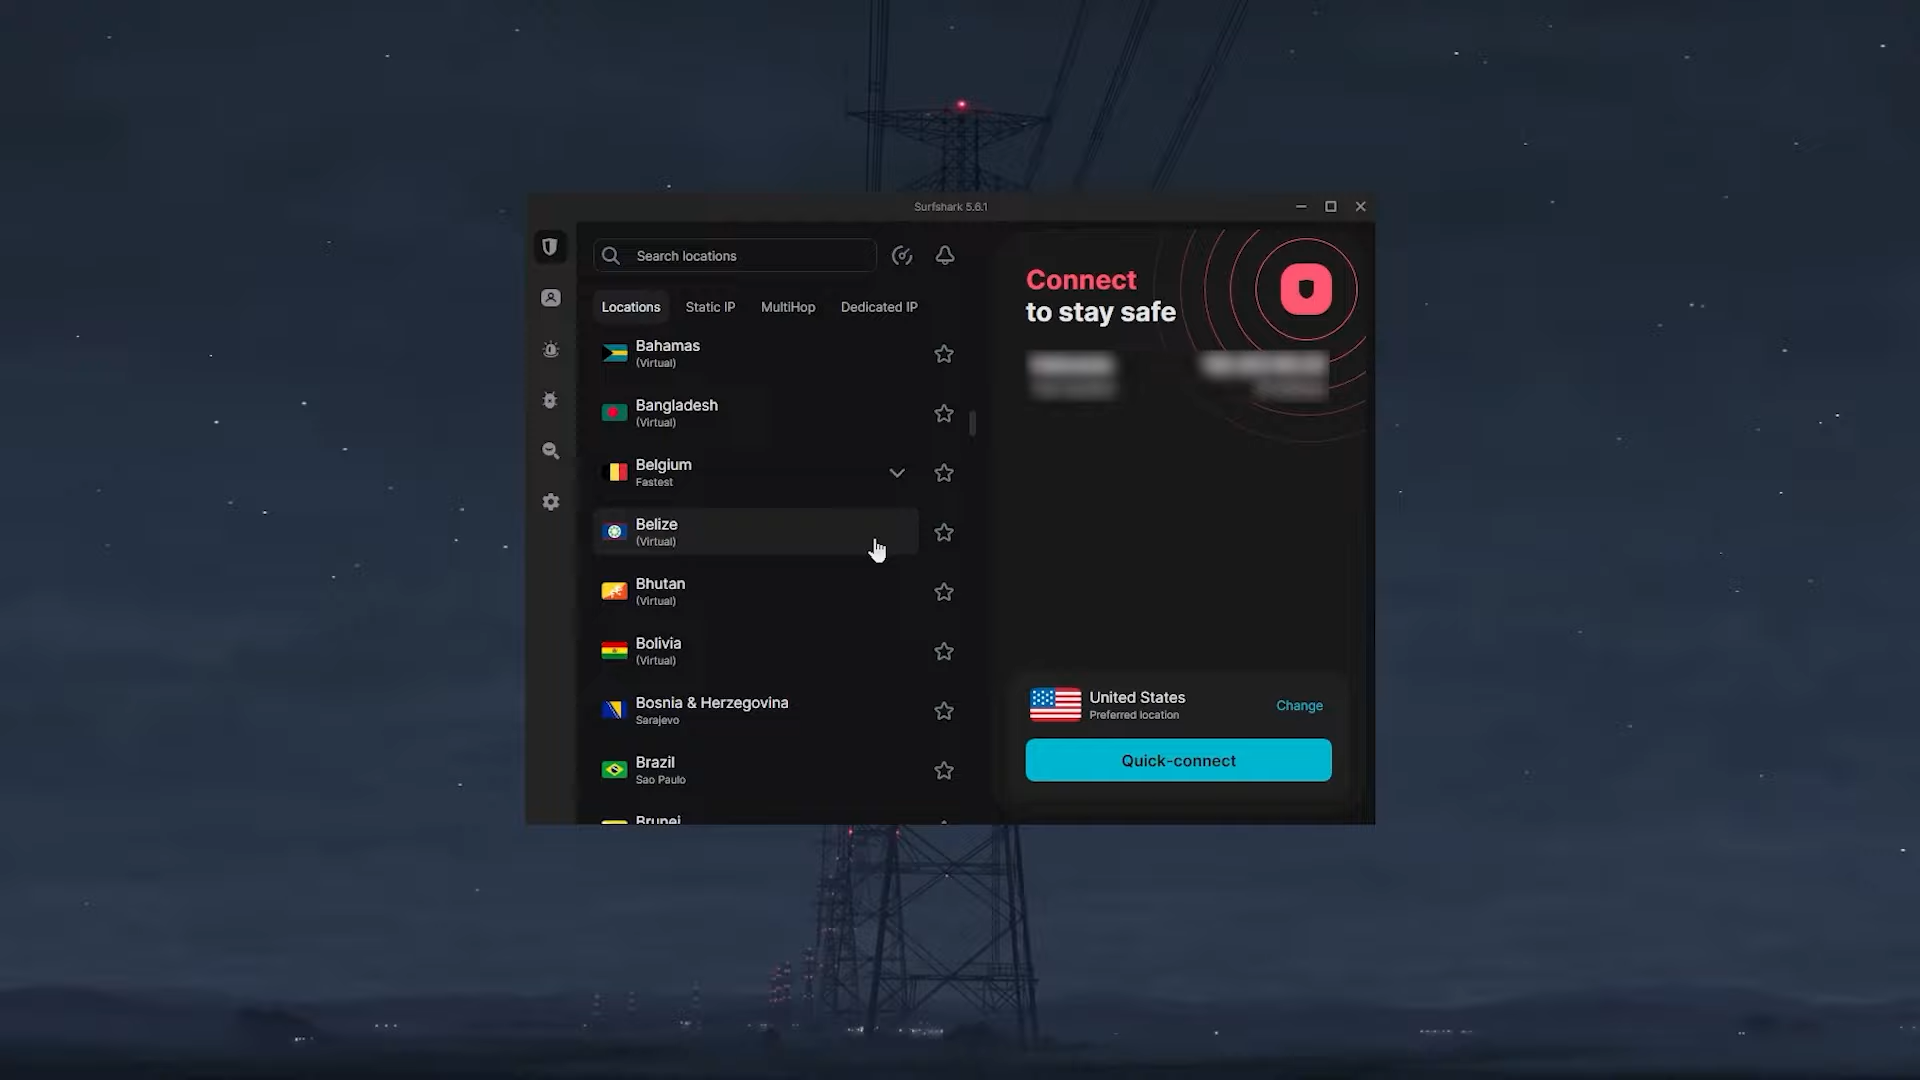 Surfshark 5.6.1
Search locations
Locations Static IP MultiHop Dedicated IP
Bahamas
(Virtual)
Bangladesh
(Virtual)
Belgium
Fastest
Belize
(Virtual)
Bhutan
(Virtual)
Bolivia
(Virtual)
Bosnia & Herzegovina
Sarajevo
Brazil
Sao Paulo
Brunei
Connect
to stay safe
United States
Preferred location
Change
Quick-connect